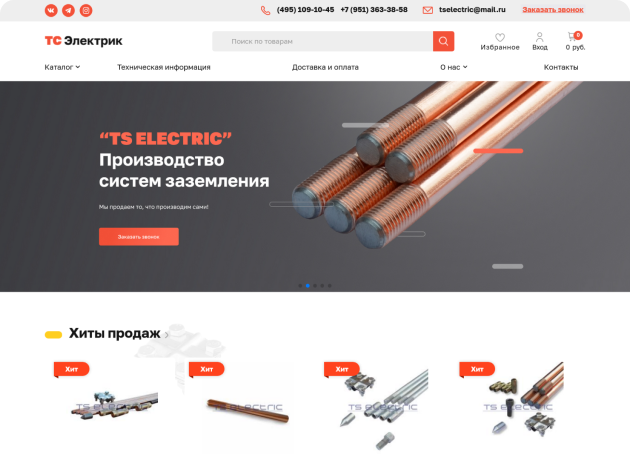 (495) 109-10-45 +7 (951) 363-38-58 tselectric@mail.ru Заказать звонок
ТС Электрик
Поиск по товарам
Избранное Вход 0 0 руб.
Каталог Техническая информация Доставка и оплата О нас Контакты
“TS ELECTRIC”
Производство
систем заземления
Мы продаем то, что производим сами!
Заказать звонок
Хиты продаж
Хит Хит Хит Хит
TS ELECTRIC TS ELECTRIC TS ELECTRIC TS ELECTRIC